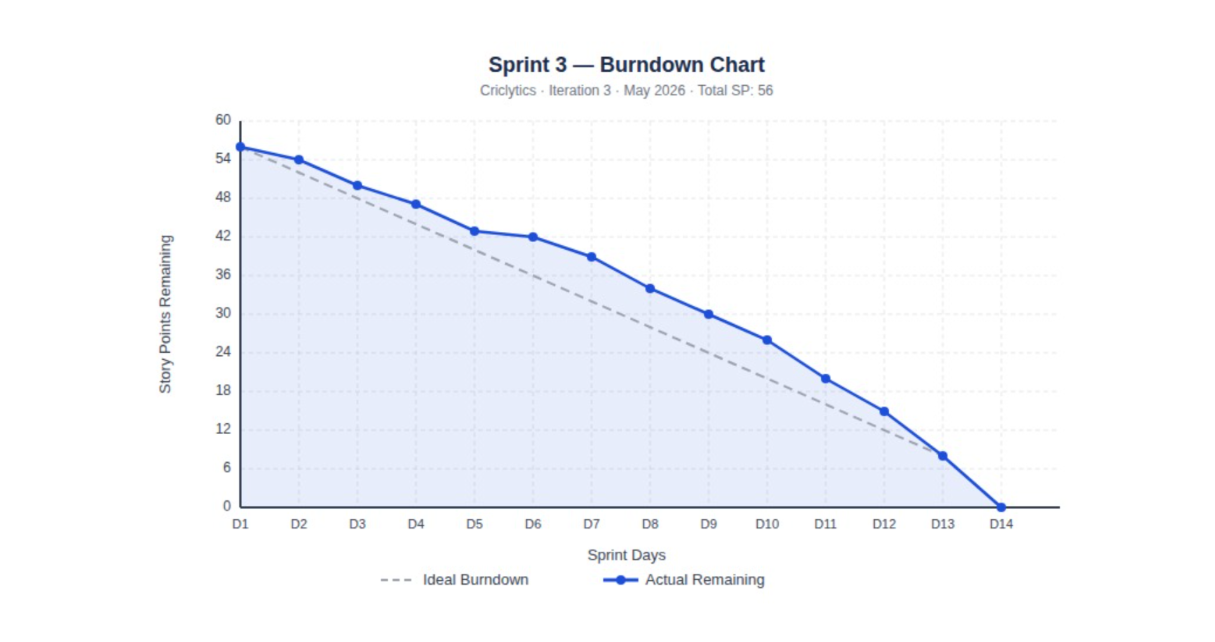 Sprint 3 — Burndown Chart
Criclytics · Iteration 3 · May 2026 · Total SP: 56
60
54
48
42
36
30
24
18
12
6
0
Story Points Remaining
D1 D2 D3 D4 D5 D6 D7 D8 D9 D10 D11 D12 D13 D14
Sprint Days
Ideal Burndown Actual Remaining